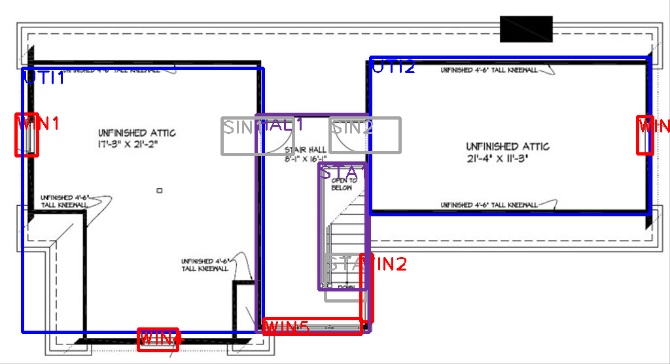 UTI1
UNFINISHED 4'-6" TALL KNEEWALL
UTI2
UNFINISHED 4'-6" TALL KNEEWALL
WIN1
SIN
HAL1
SIN2
WIN
UNFINISHED ATTIC
17'-3" X 21'-2"
STAIR HALL
8'-1" X 16'-1"
UNFINISHED ATTIC
21'-4" X 11'-3"
STA
OPEN TO
BELOW
UNFINISHED 4'-6"
TALL KNEEWALL
UNFINISHED 4'-6" TALL KNEEWALL
UNFINISHED 4'-6"
TALL KNEEWALL
STA
WIN2
DOWN
WIN5
WIN